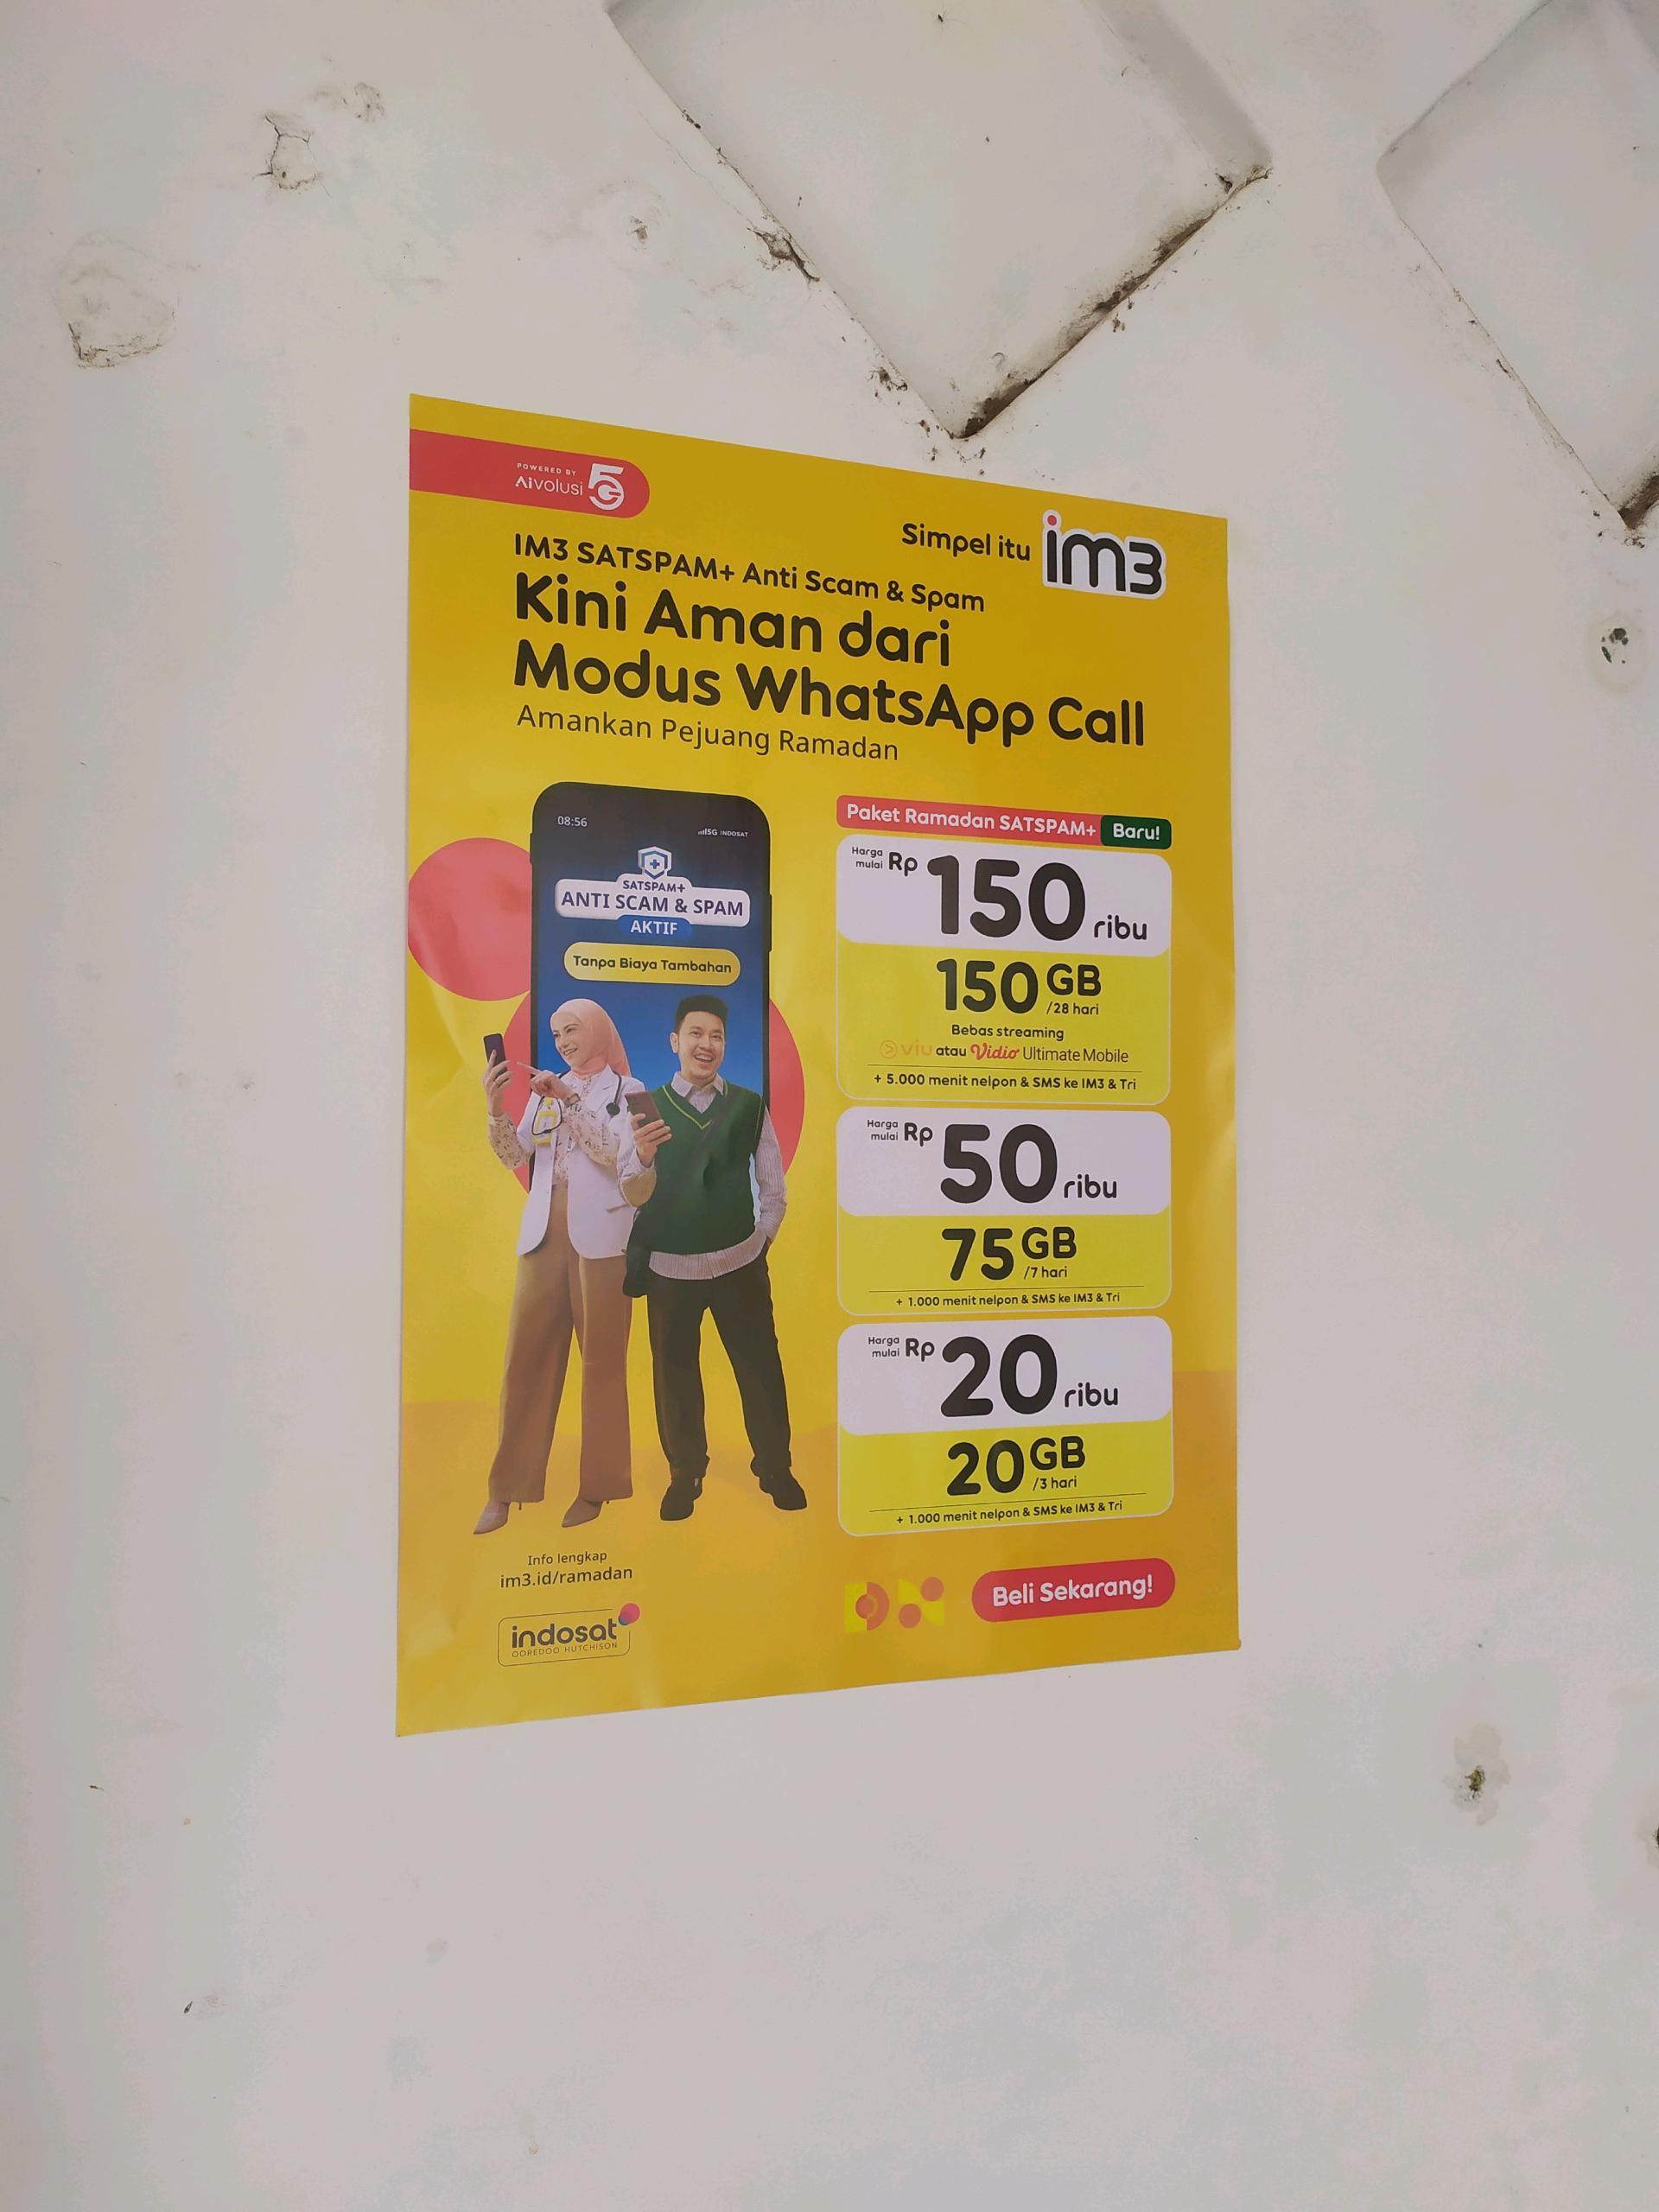 POWERED BY
Aivolusi 5G
Simpel itu im3
IM3 SATSPAM+ Anti Scam & Spam
Kini Aman dari
Modus WhatsApp Call
Amankan Pejuang Ramadan
08:56
5G INDOSAT
SATSPAM+
ANTI SCAM & SPAM
AKTIF
Tanpa Biaya Tambahan
Paket Ramadan SATSPAM+ Baru!
Harga mulai Rp 150 ribu
150 GB /28 hari
Bebas streaming
viu atau Vidio Ultimate Mobile
+ 5.000 menit nelpon & SMS ke IM3 & Tri
Harga mulai Rp 50 ribu
75 GB /7 hari
+ 1.000 menit nelpon & SMS ke IM3 & Tri
Harga mulai Rp 20 ribu
20 GB /3 hari
+ 1.000 menit nelpon & SMS ke IM3 & Tri
Info lengkap
im3.id/ramadan
indosat
OOREDOO HUTCHISON
Beli Sekarang!